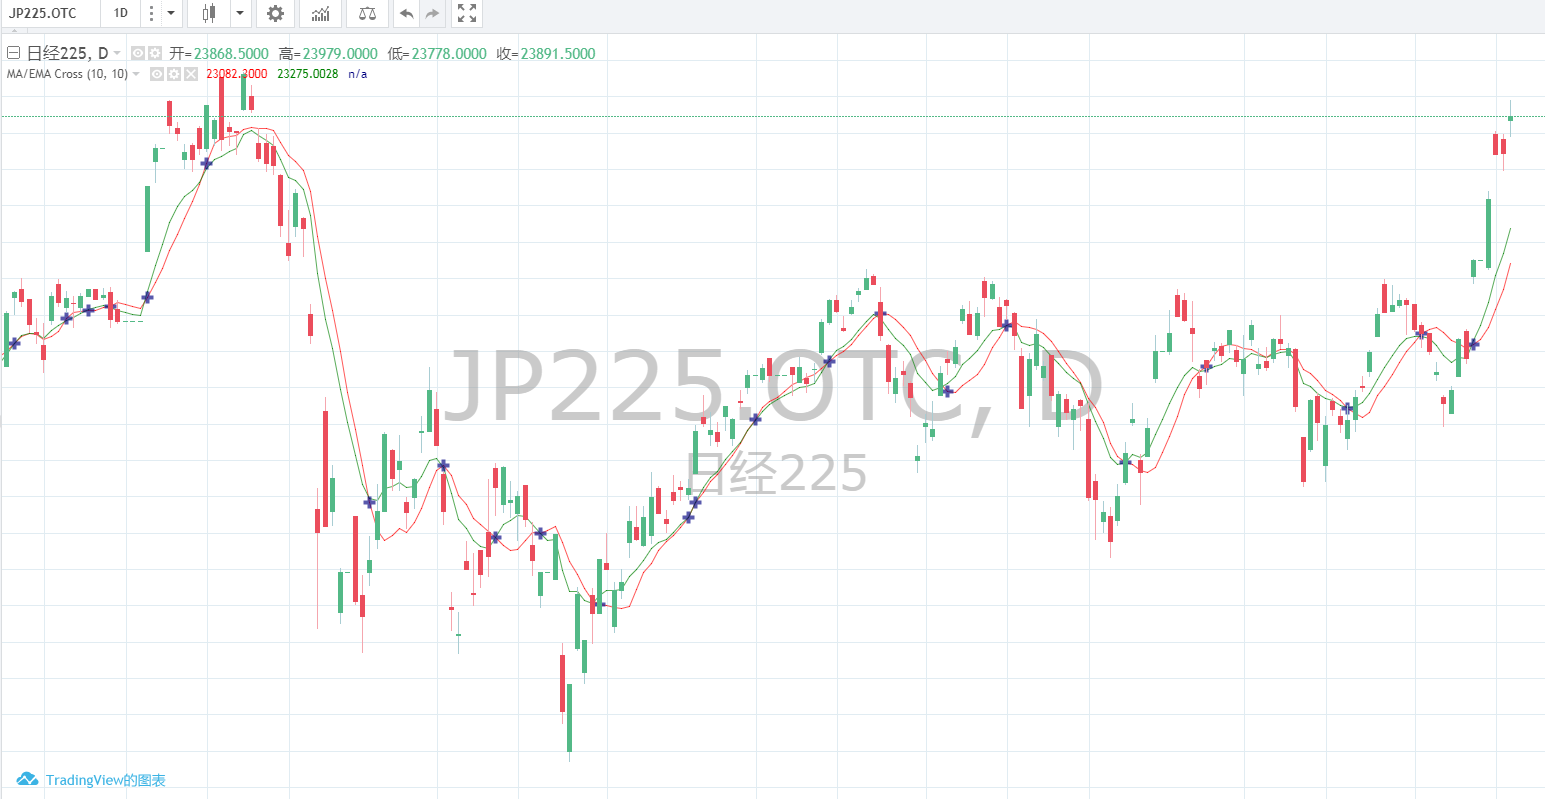 JP225.OTC 1D
日经225, D 开=23868.5000 高=23979.0000 低=23778.0000 收=23891.5000
MA/EMA Cross (10, 10) 23082.3000 23275.0028 n/a
JP225.OTC, D
日经225
TradingView的图表